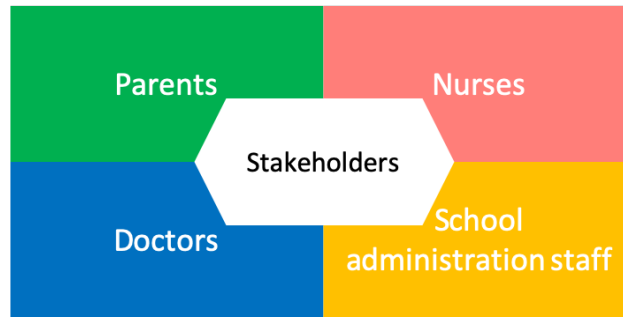 Parents
Nurses
Stakeholders
Doctors
School
administration staff